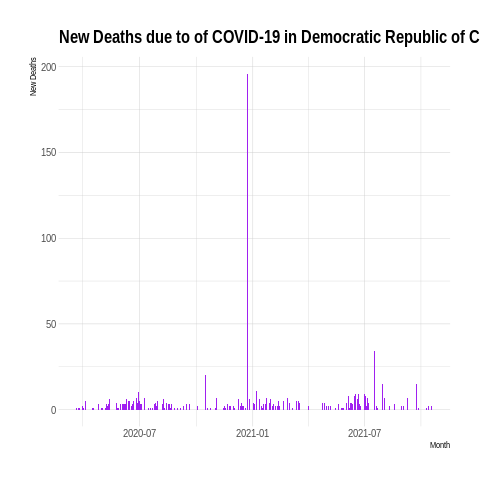 New Deaths due to of COVID-19 in Democratic Republic of C
New Deaths
200
150
100
50
0
2020-07 2021-01 2021-07
Month